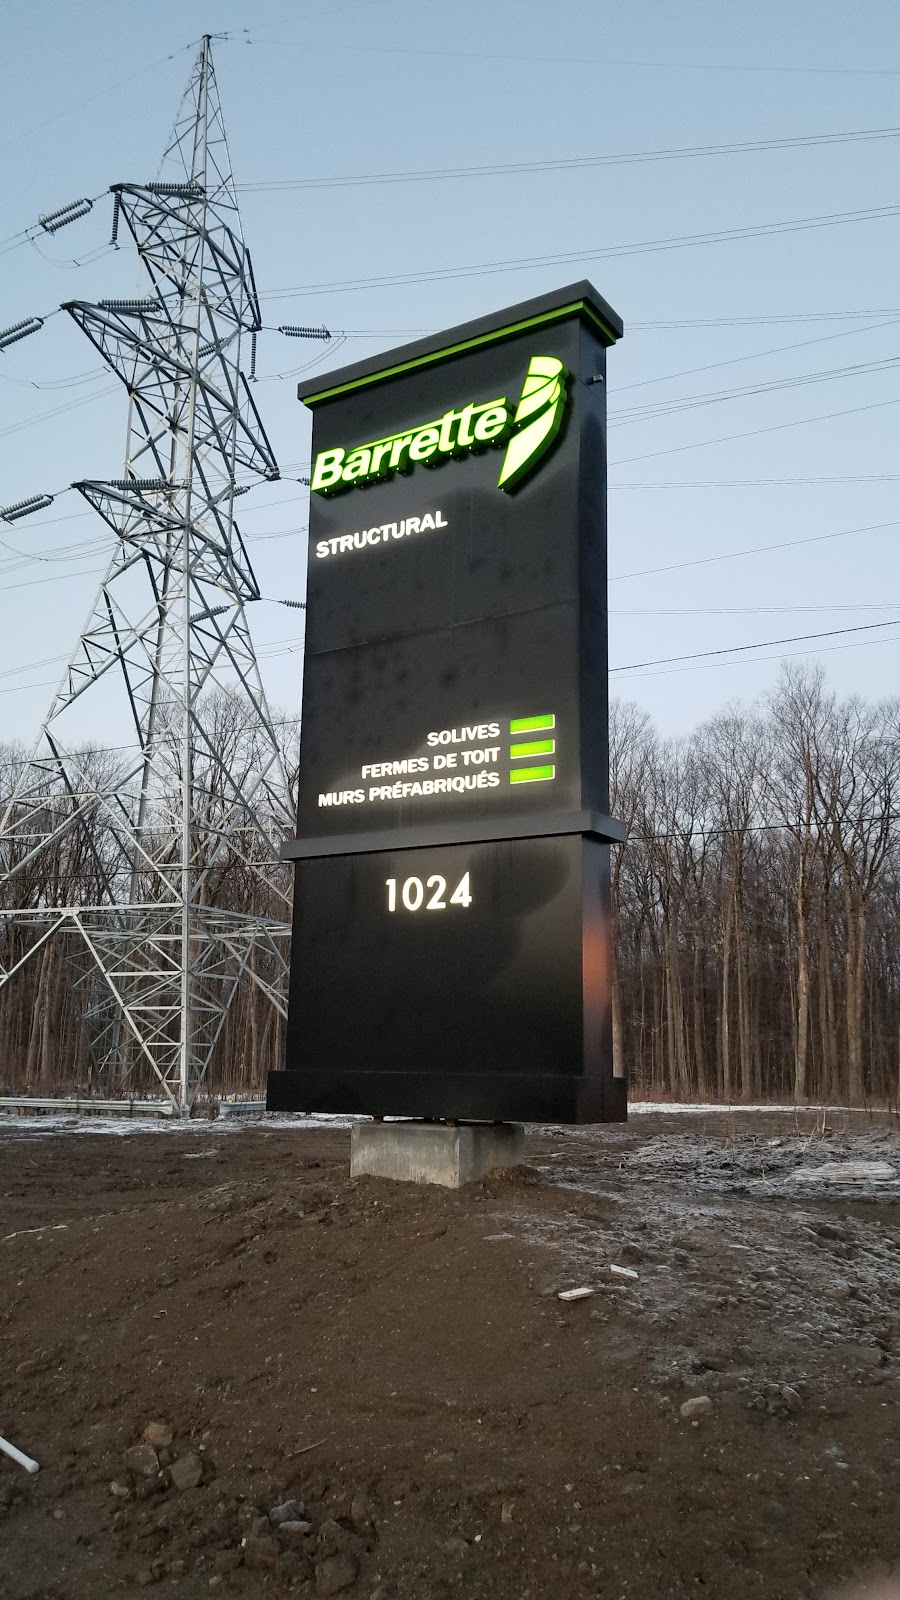 Barrette
STRUCTURAL
SOLIVES
FERMES DE TOIT
MURS PRÉFABRIQUÉS
1024